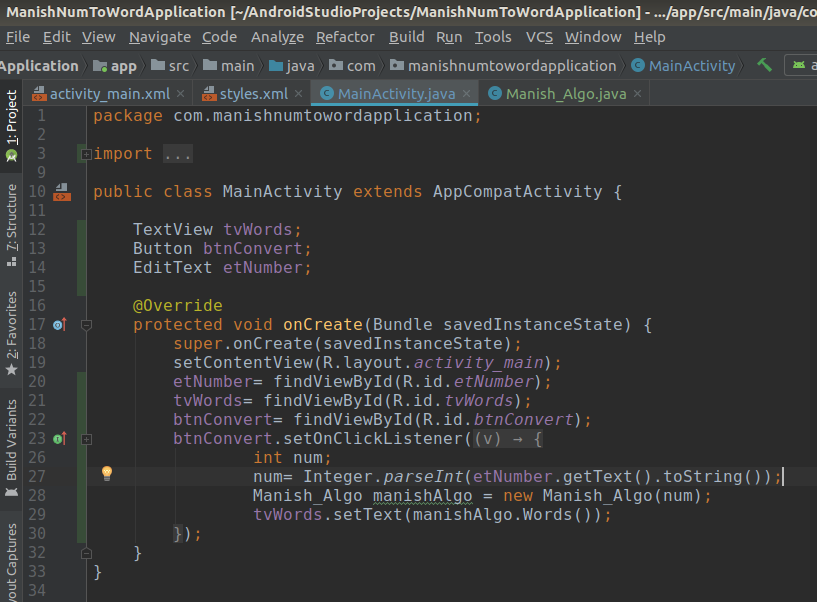 ManishNumToWordApplication [~/AndroidStudioProjects/ManishNumToWordApplication] - .../app/src/main/java/co
File Edit View Navigate Code Analyze Refactor Build Run Tools VCS Window Help
Application app src main java com manishnumtowordapplication MainActivity
activity_main.xml styles.xml MainActivity.java Manish_Algo.java
1: Project
7: Structure
2: Favorites
Build Variants
yout Captures
1 package com.manishnumtowordapplication;
2
3 import ...
9
10 public class MainActivity extends AppCompatActivity {
11
12 TextView tvWords;
13 Button btnConvert;
14 EditText etNumber;
15
16 @Override
17 protected void onCreate(Bundle savedInstanceState) {
18 super.onCreate(savedInstanceState);
19 setContentView(R.layout.activity_main);
20 etNumber= findViewById(R.id.etNumber);
21 tvWords= findViewById(R.id.tvWords);
22 btnConvert= findViewById(R.id.btnConvert);
23 btnConvert.setOnClickListener((v) → {
26 int num;
27 num= Integer.parseInt(etNumber.getText().toString());
28 Manish_Algo manishAlgo = new Manish_Algo(num);
29 tvWords.setText(manishAlgo.Words());
30 });
32 }
33 }
34